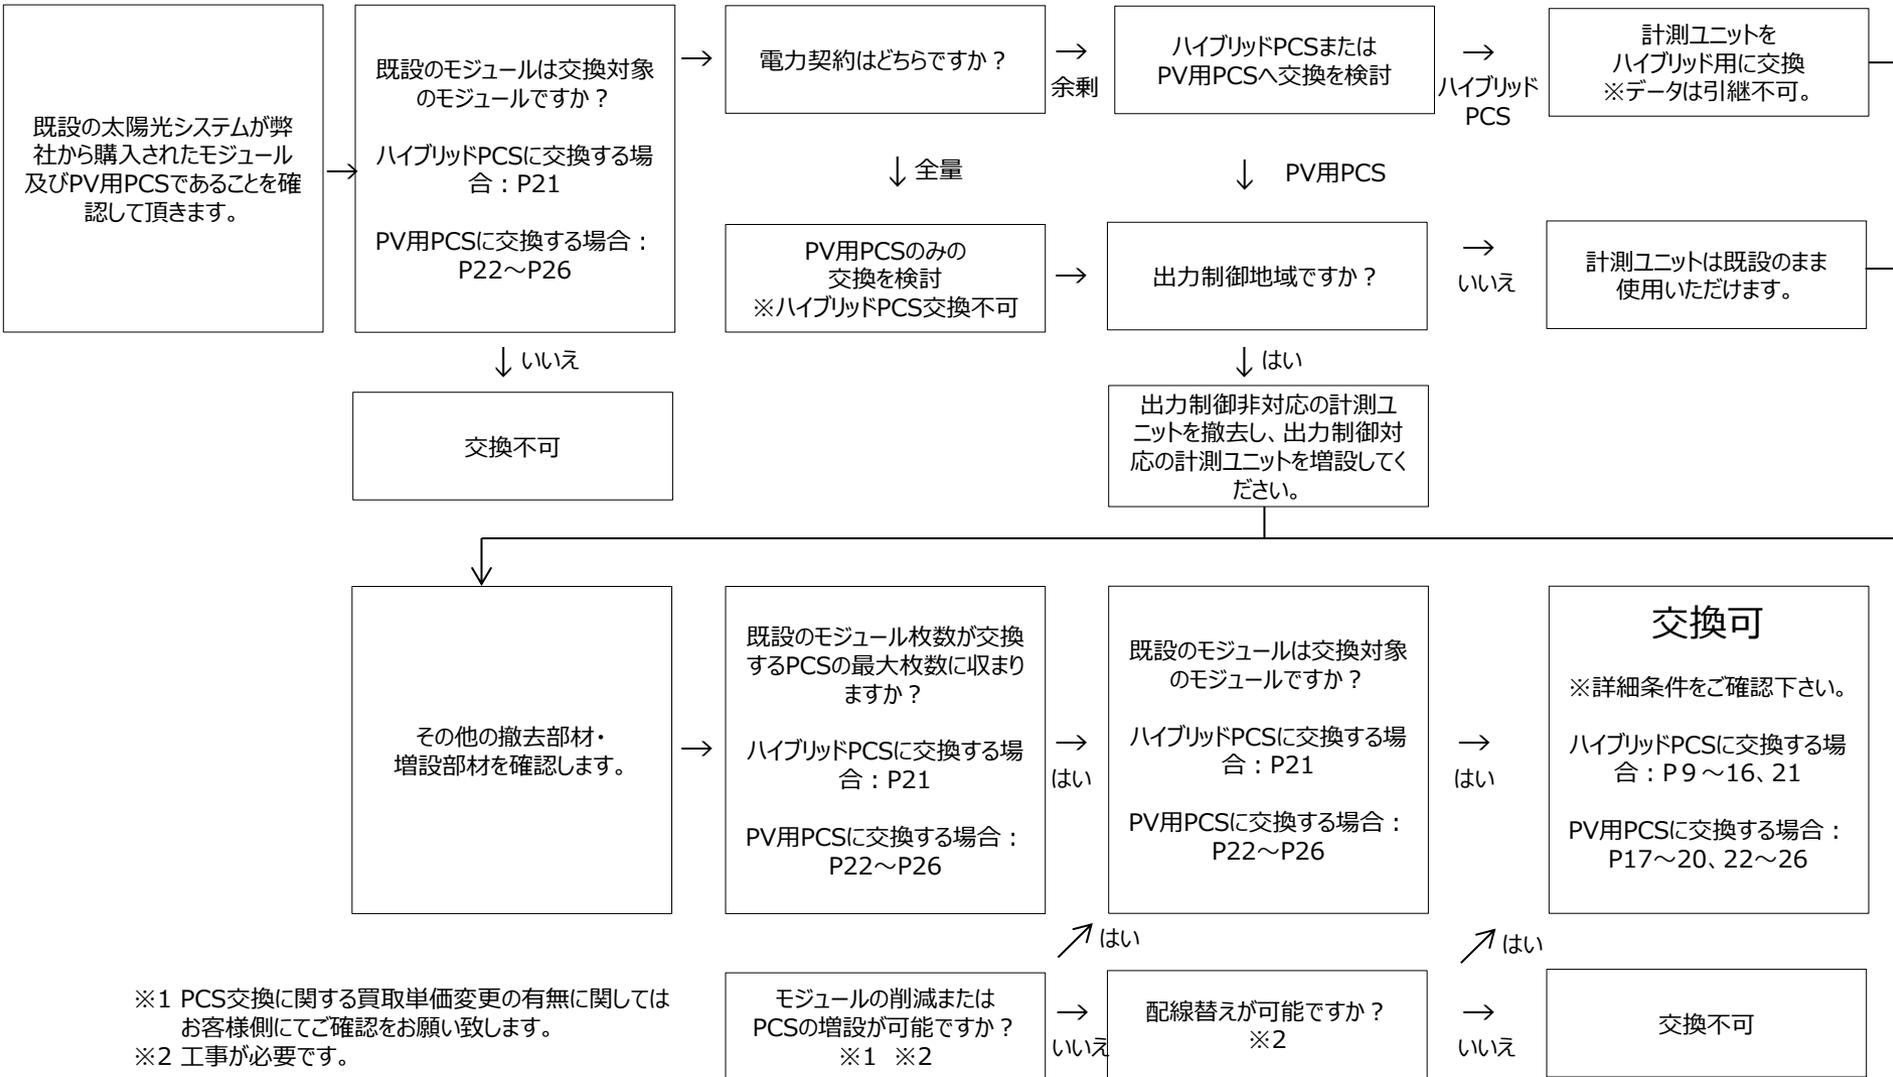 既設の太陽光システムが弊
社から購入されたモジュール
及びPV用PCSであることを確
認して頂きます。
→
既設のモジュールは交換対象
のモジュールですか？
ハイブリッドPCSに交換する場
合：P21
PV用PCSに交換する場合：
P22～P26
→
電力契約はどちらですか？
→
余剰
ハイブリッドPCSまたは
PV用PCSへ交換を検討
→
ハイブリッド
PCS
計測ユニットを
ハイブリッド用に交換
※データは引継不可。
↓ 全量
↓ PV用PCS
PV用PCSのみの
交換を検討
※ハイブリッドPCS交換不可
→
出力制御地域ですか？
→
いいえ
計測ユニットは既設のまま
使用いただけます。
↓ いいえ
↓ はい
交換不可
出力制御非対応の計測ユ
ニットを撤去し、出力制御対
応の計測ユニットを増設してく
ださい。
その他の撤去部材・
増設部材を確認します。
→
既設のモジュール枚数が交換
するPCSの最大枚数に収まり
ますか？
ハイブリッドPCSに交換する場
合：P21
PV用PCSに交換する場合：
P22～P26
→
はい
既設のモジュールは交換対象
のモジュールですか？
ハイブリッドPCSに交換する場
合：P21
PV用PCSに交換する場合：
P22～P26
→
はい
交換可
※詳細条件をご確認下さい。
ハイブリッドPCSに交換する場
合：P９～16、21
PV用PCSに交換する場合：
P17～20、22～26
↗ はい
↗ はい
※1 PCS交換に関する買取単価変更の有無に関しては
お客様側にてご確認をお願い致します。
※2 工事が必要です。
モジュールの削減または
PCSの増設が可能ですか？
※1 ※2
→
いいえ
配線替えが可能ですか？
※2
→
いいえ
交換不可